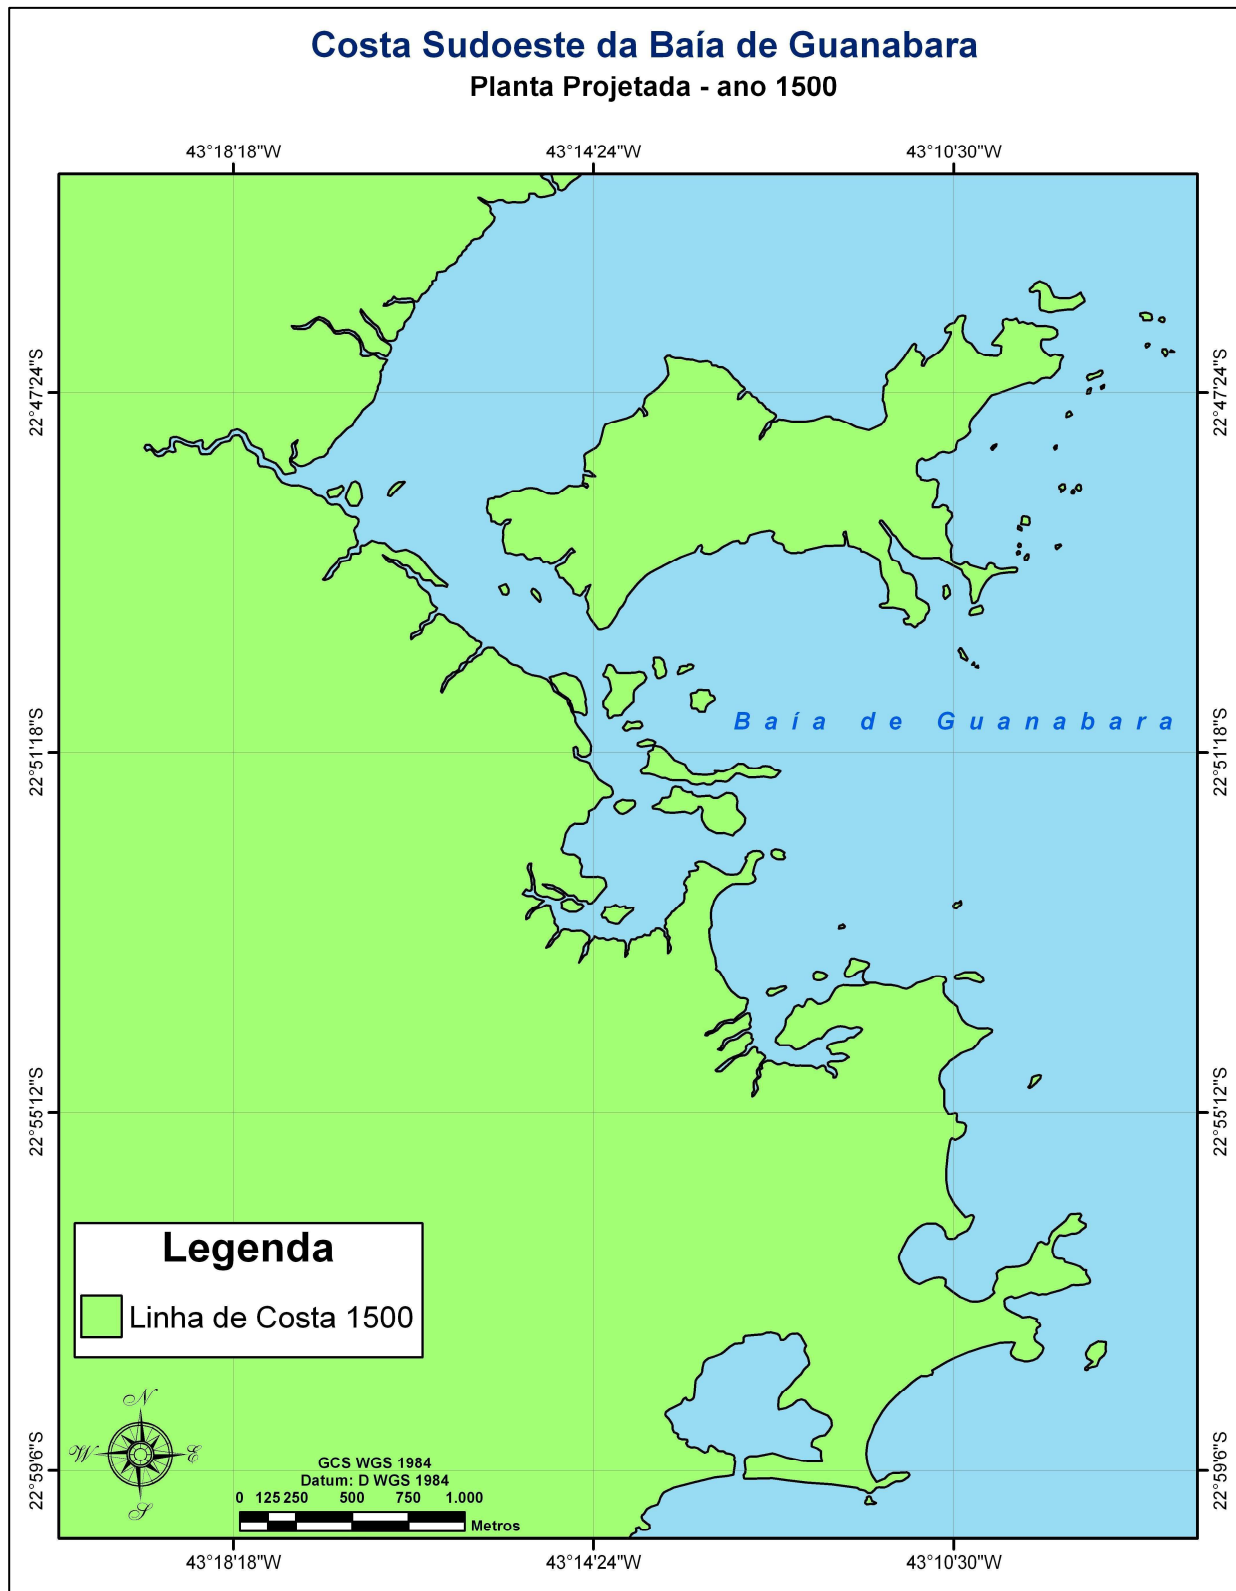 Costa Sudoeste da Baía de Guanabara
Planta Projetada - ano 1500
43°18'18"W 43°14'24"W 43°10'30"W
22°47'24"S 22°47'24"S
Baía de Guanabara
22°51'18"S 22°51'18"S
22°55'12"S 22°55'12"S
Legenda
Linha de Costa 1500
N
W E
S
22°59'6"S 22°59'6"S
GCS WGS 1984
Datum: D WGS 1984
0 125 250 500 750 1.000
Metros
43°18'18"W 43°14'24"W 43°10'30"W